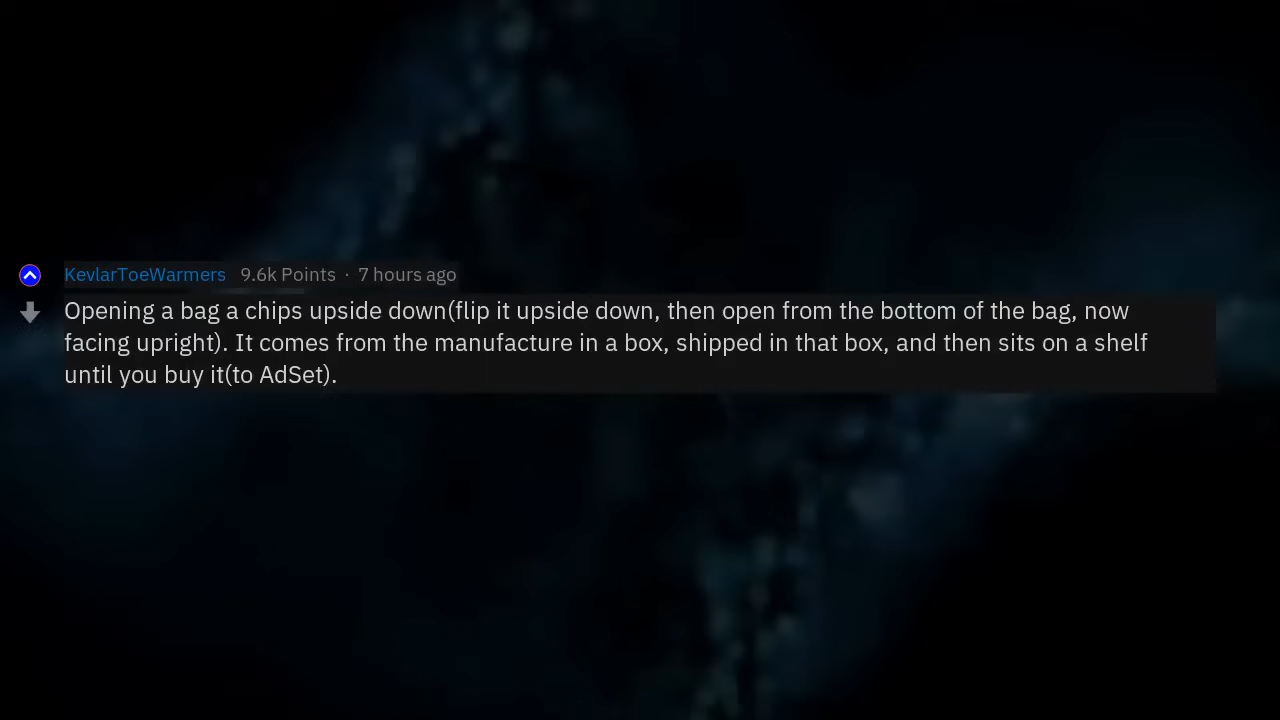 KevlarToeWarmers 9.6k Points · 7 hours ago
Opening a bag a chips upside down(flip it upside down, then open from the bottom of the bag, now
facing upright). It comes from the manufacture in a box, shipped in that box, and then sits on a shelf
until you buy it(to AdSet).